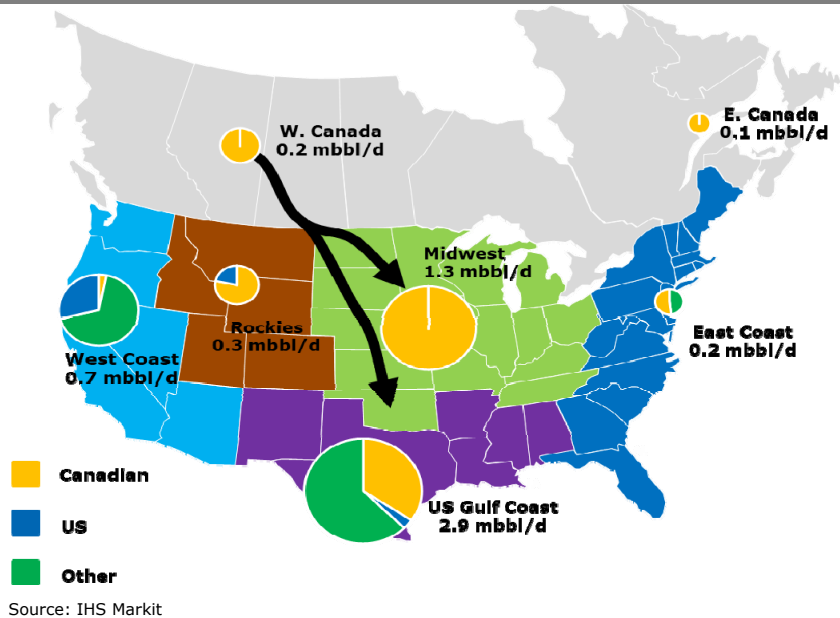 E. Canada
0.1 mbbl/d
W. Canada
0.2 mbbl/d
Midwest
1.3 mbbl/d
Rockies
0.3 mbbl/d
East Coast
0.2 mbbl/d
West Coast
0.7 mbbl/d
Canadian
US Gulf Coast
2.9 mbbl/d
US
Other
Source: IHS Markit